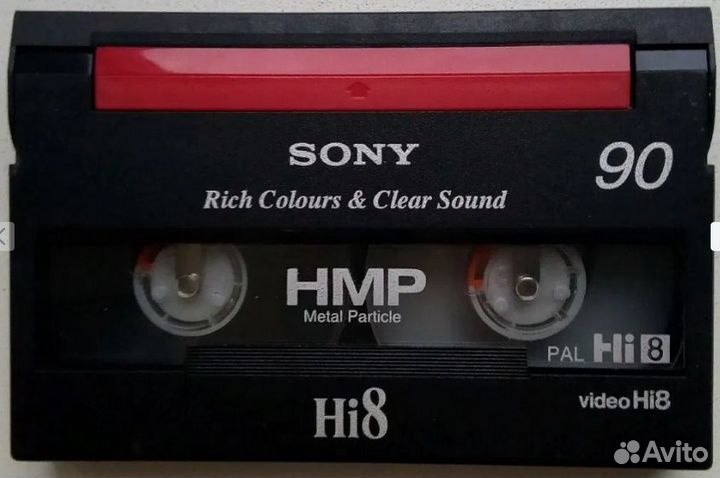 SONY
90
Rich Colours & Clear Sound
HMP
Metal Particle
PAL Hi8
Hi8
video Hi8
Avito